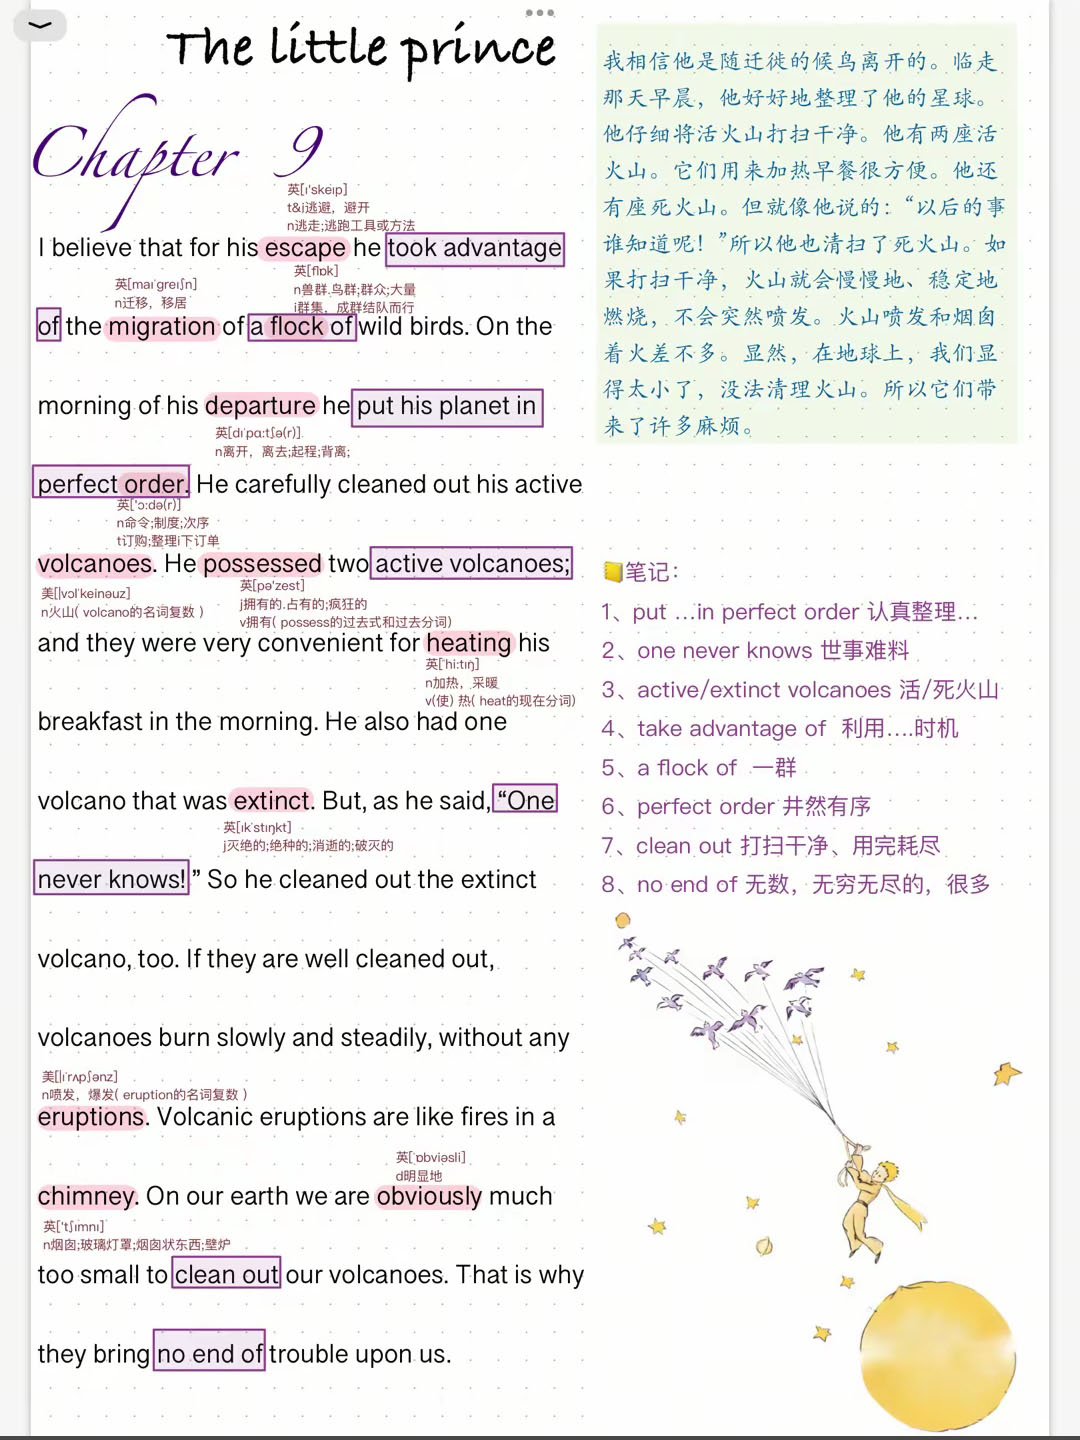 The little prince
Chapter 9
英[ɪ'skeɪp]
t&i逃避，避开
n逃走;逃跑工具或方法
I believe that for his escape he took advantage
英[maɪˈɡreɪʃn]
n迁移，移居
英[flɒk]
n兽群.鸟群;群众;大量
i群集，成群结队而行
of the migration of a flock of wild birds. On the
morning of his departure he put his planet in
英[dɪˈpɑːtʃə(r)]
n离开，离去;起程;背离;
perfect order. He carefully cleaned out his active
英['ɔːdə(r)]
n命令;制度;次序
t订购;整理i下订单
volcanoes. He possessed two active volcanoes;
美[|vɔlˈkeinəuz]
n火山( volcano的名词复数 )
英[pə'zest]
j拥有的.占有的;疯狂的
v拥有( possess的过去式和过去分词)
and they were very convenient for heating his
英['hiːtɪŋ]
n加热，采暖
v(使) 热( heat的现在分词)
breakfast in the morning. He also had one
volcano that was extinct. But, as he said, “One
英[ɪkˈstɪŋkt]
j灭绝的;绝种的;消逝的;破灭的
never knows!” So he cleaned out the extinct
volcano, too. If they are well cleaned out,
volcanoes burn slowly and steadily, without any
美[|ɪˈrʌpʃənz]
n喷发，爆发( eruption的名词复数 )
eruptions. Volcanic eruptions are like fires in a
英[ˈɒbviəsli]
d明显地
chimney. On our earth we are obviously much
英['tʃɪmnɪ]
n烟囱;玻璃灯罩;烟囱状东西;壁炉
too small to clean out our volcanoes. That is why
they bring no end of trouble upon us.
我相信他是随迁徙的候鸟离开的。临走
那天早晨，他好好地整理了他的星球。
他仔细将活火山打扫干净。他有两座活
火山。它们用来加热早餐很方便。他还
有座死火山。但就像他说的：“以后的事
谁知道呢！”所以他也清扫了死火山。如
果打扫干净，火山就会慢慢地、稳定地
燃烧，不会突然喷发。火山喷发和烟囱
着火差不多。显然，在地球上，我们显
得太小了，没法清理火山。所以它们带
来了许多麻烦。
📒笔记：
1、put …in perfect order 认真整理…
2、one never knows 世事难料
3、active/extinct volcanoes 活/死火山
4、take advantage of 利用....时机
5、a flock of 一群
6、perfect order 井然有序
7、clean out 打扫干净、用完耗尽
8、no end of 无数，无穷无尽的，很多